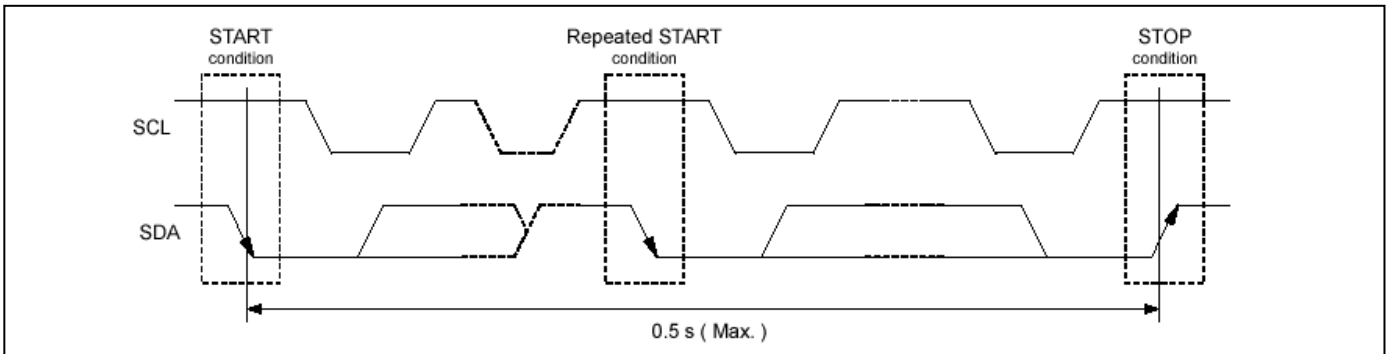 START
condition
Repeated START
condition
STOP
condition
SCL
SDA
0.5 s ( Max. )